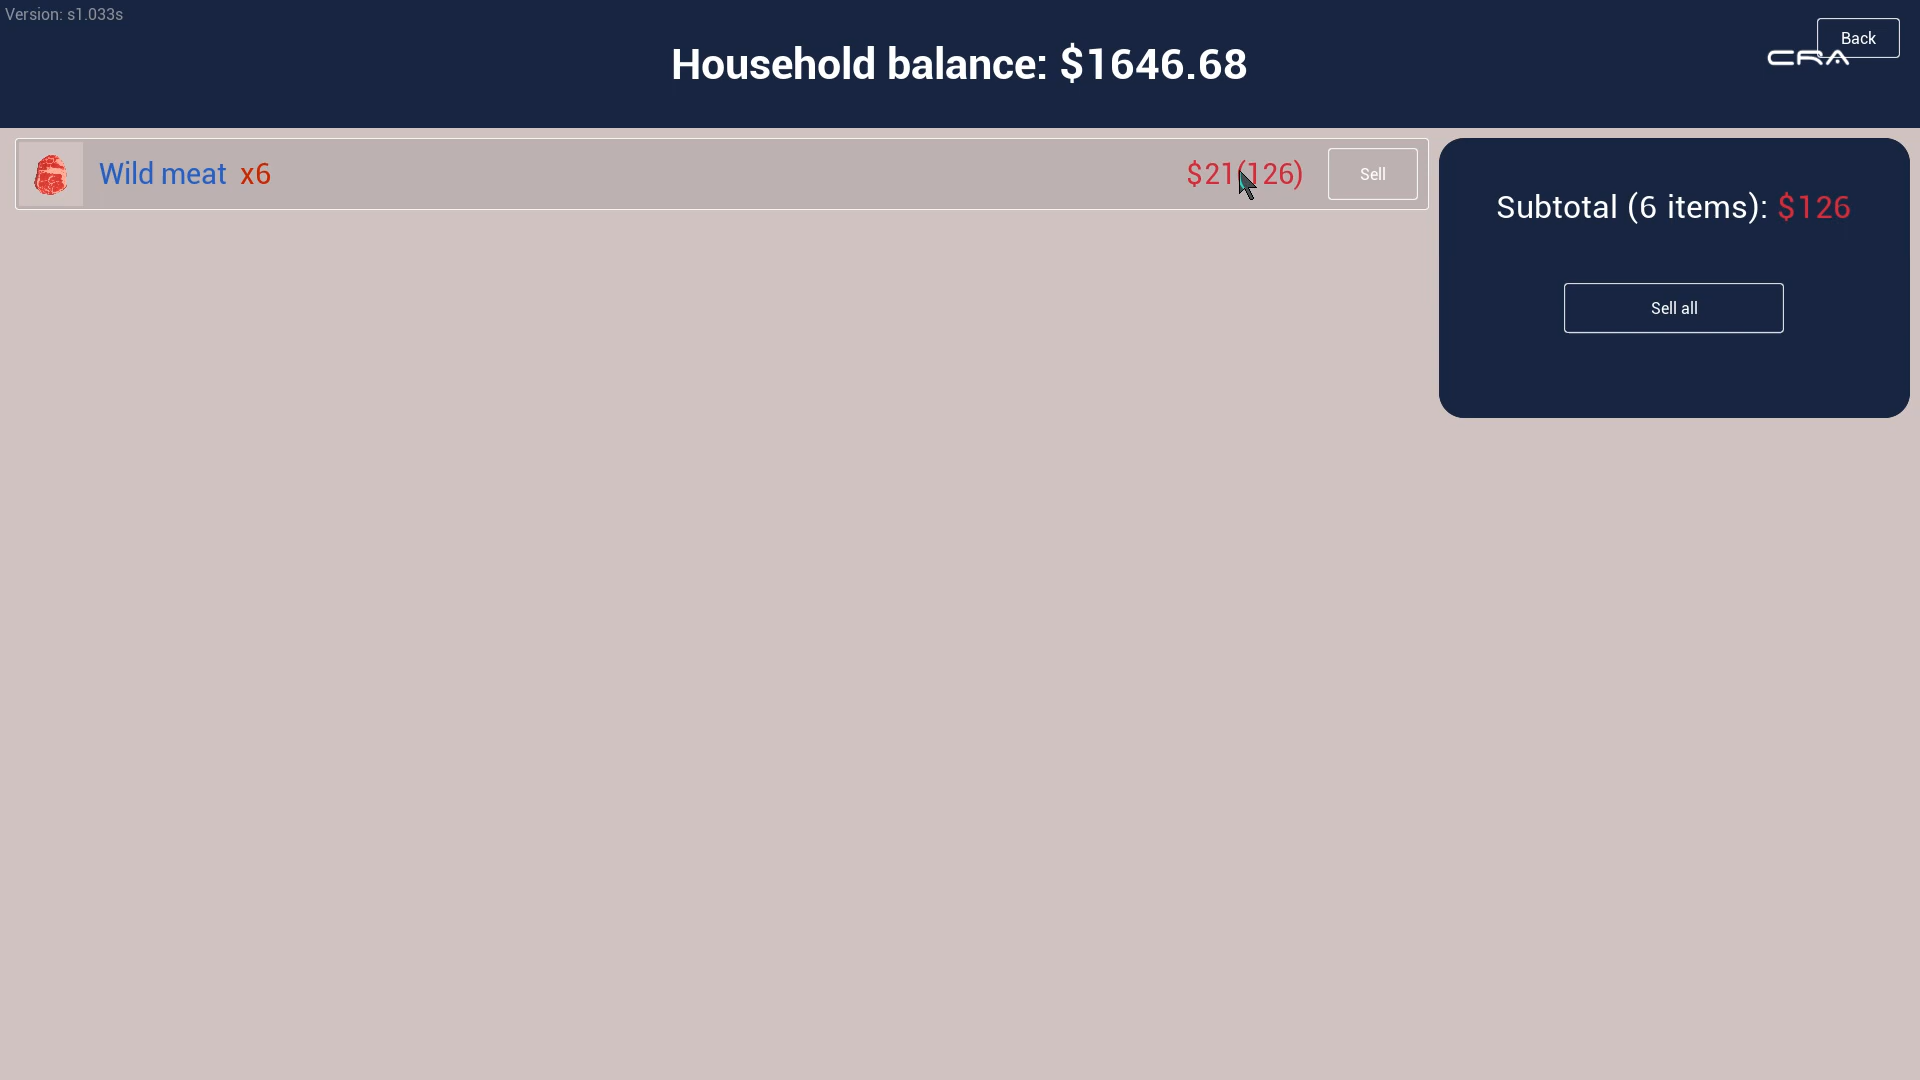 Version: s1.033s
Household balance: $1646.68
Back
CRA
Wild meat x6
$21(126)
Sell
Subtotal (6 items): $126
Sell all